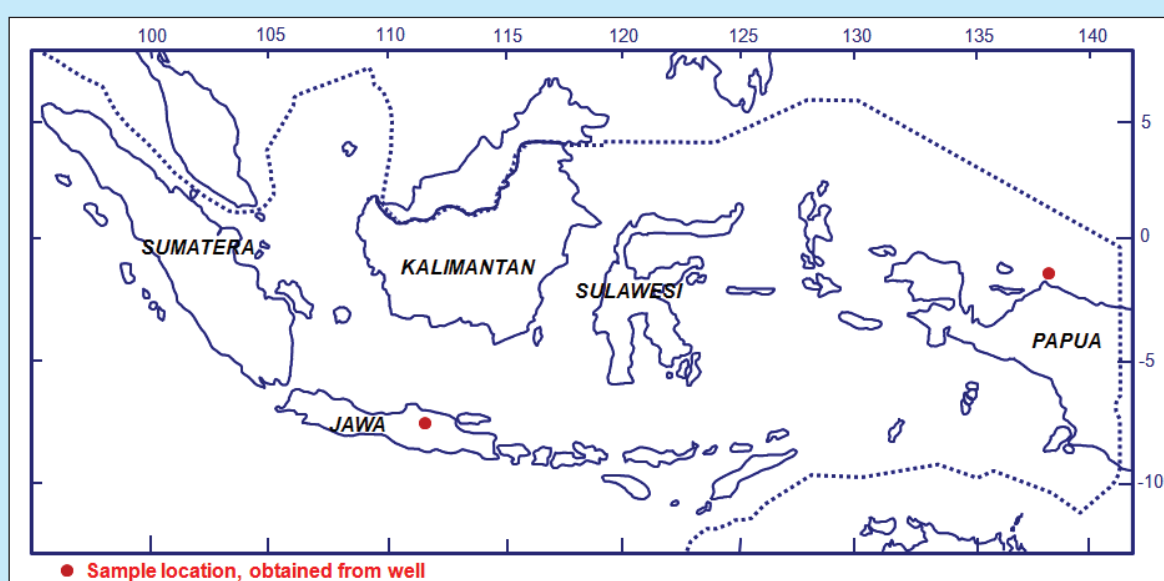 100 105 111 115 120 125 130 135 140
5
0
SUMATERA
KALIMANTAN
SULAWESI
PAPUA
-5
JAWA
-10
Sample location, obtained from well